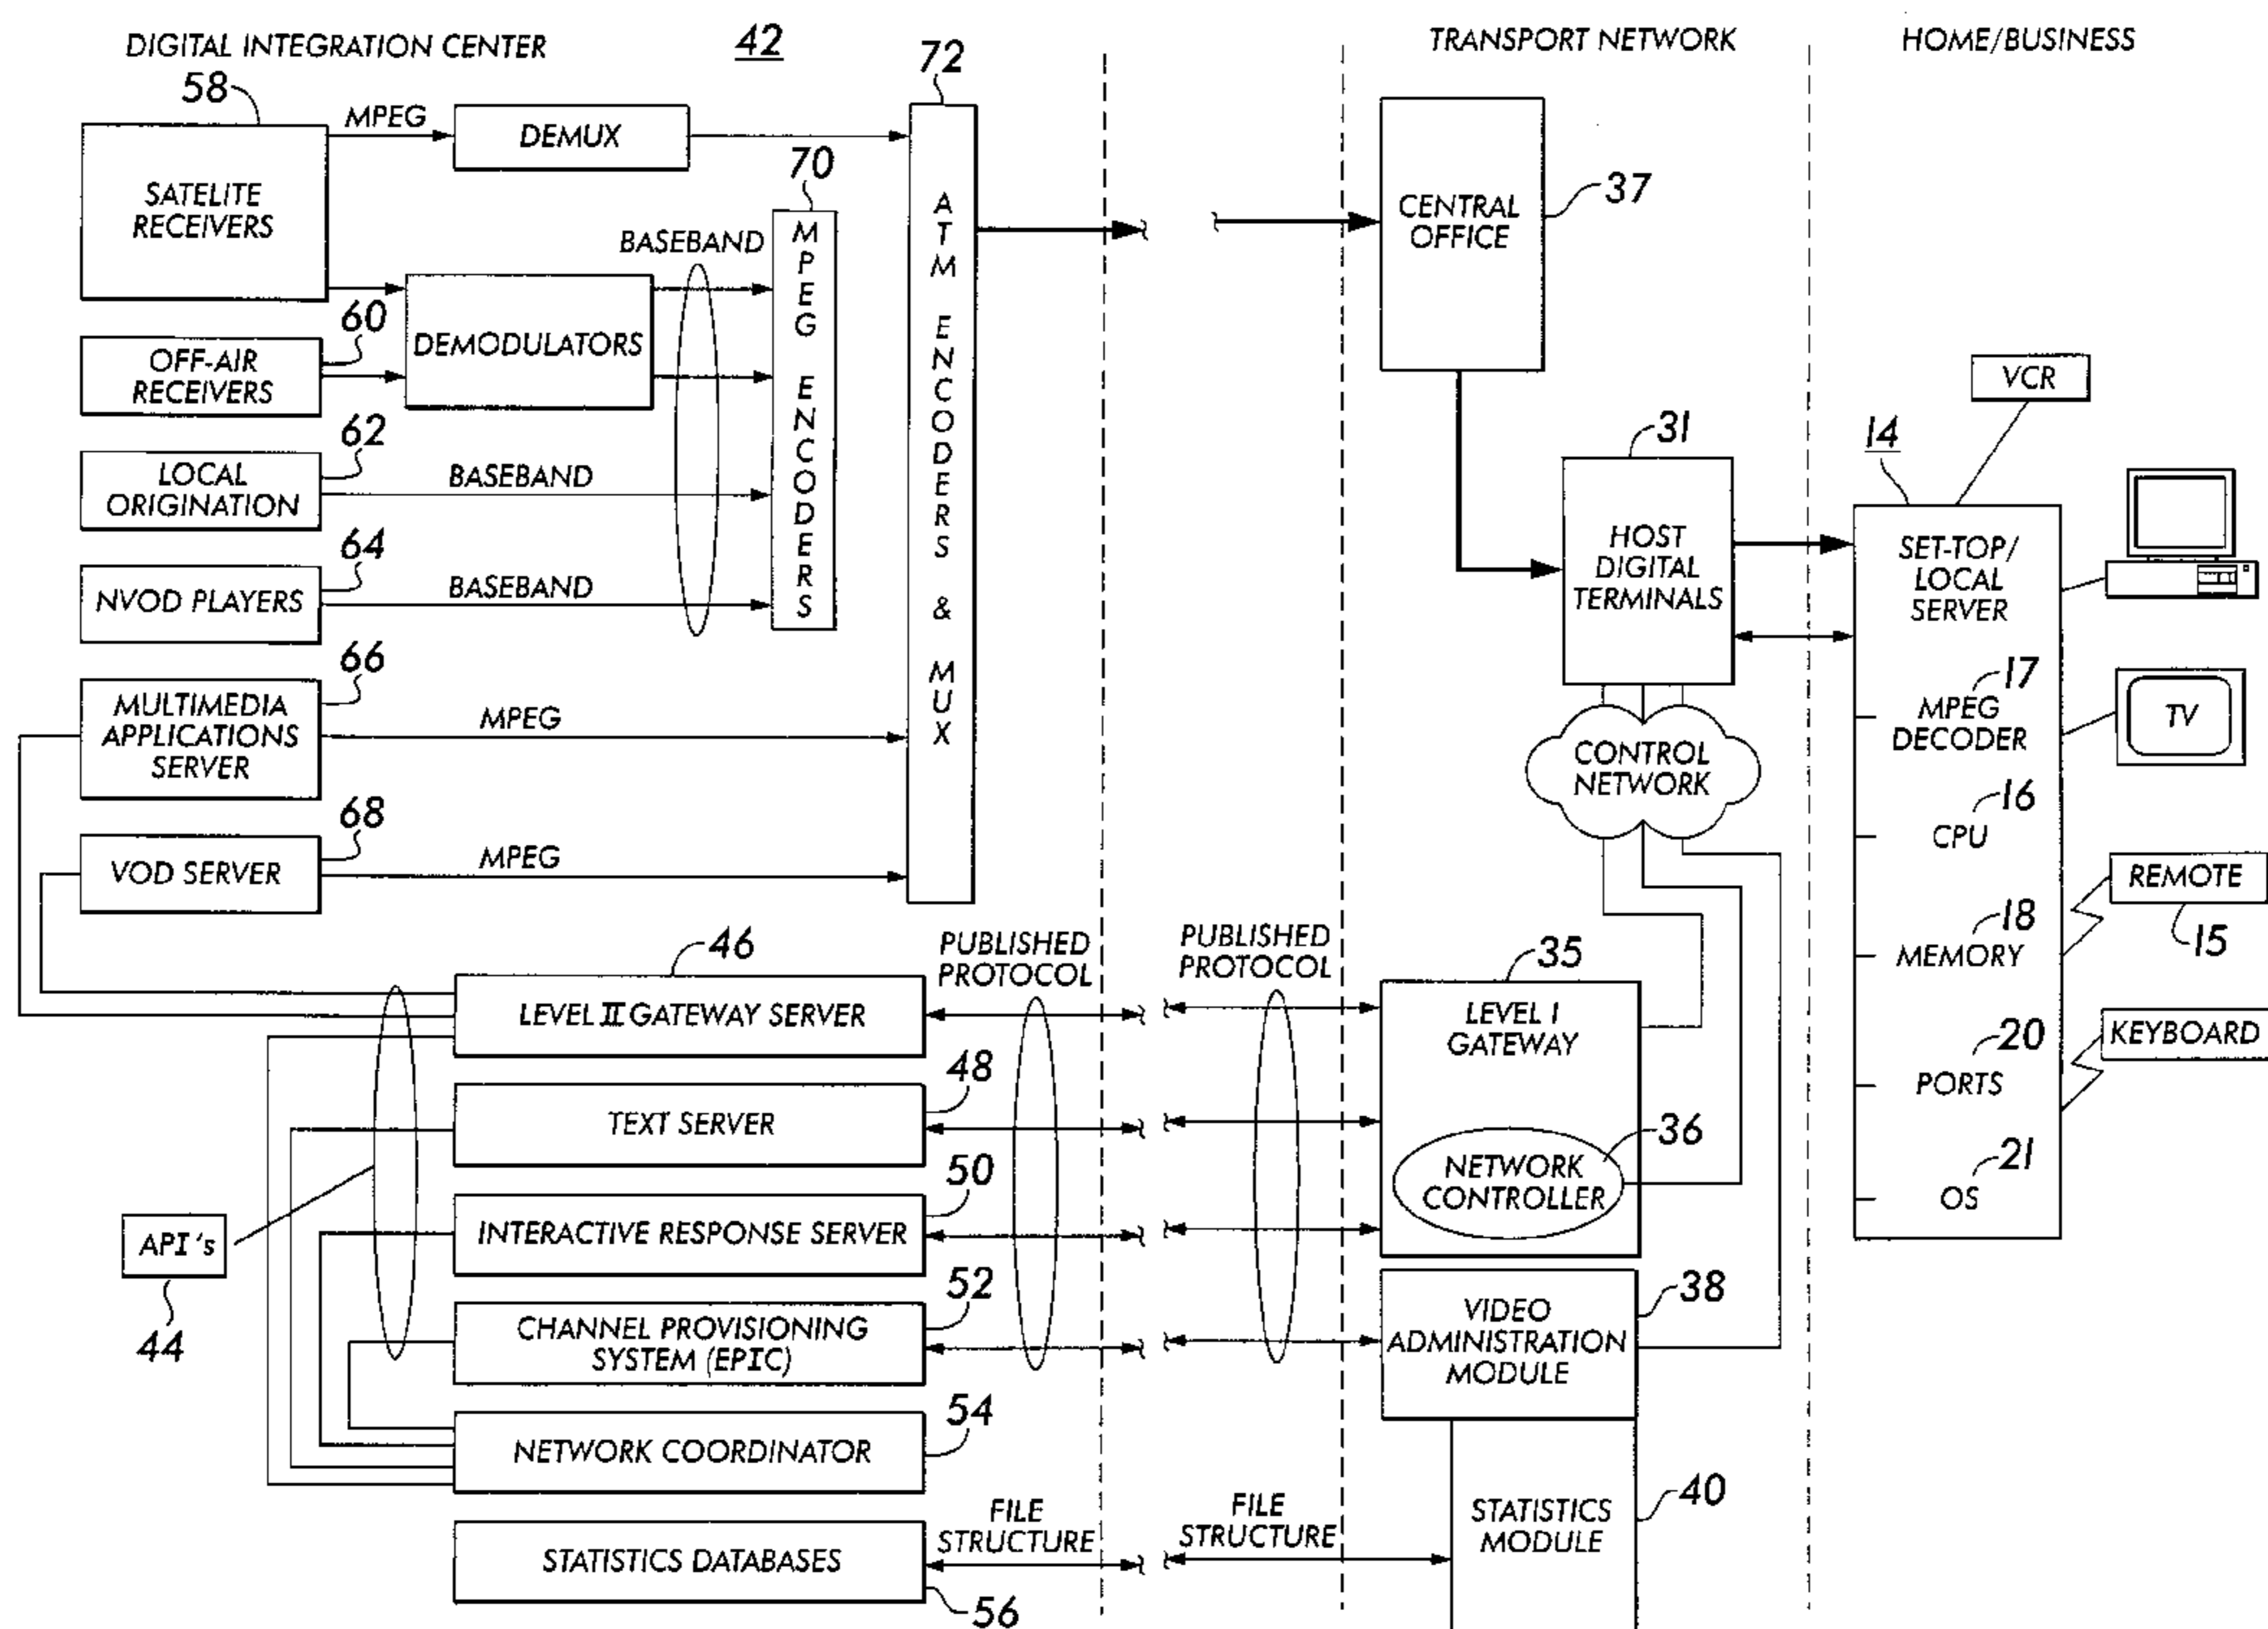 DIGITAL INTEGRATION CENTER
42
72
TRANSPORT NETWORK
HOME/BUSINESS
58
MPEG
DEMUX
SATELITE
RECEIVERS
70
BASEBAND
MPEG ENCODERS
ATM ENCODERS & MUX
CENTRAL
OFFICE
37
60
OFF-AIR
RECEIVERS
DEMODULATORS
62
LOCAL
ORIGINATION
BASEBAND
64
NVOD PLAYERS
BASEBAND
66
MULTIMEDIA
APPLICATIONS
SERVER
MPEG
68
VOD SERVER
MPEG
31
HOST
DIGITAL
TERMINALS
CONTROL
NETWORK
VCR
14
SET-TOP/
LOCAL
SERVER
17
MPEG
DECODER
TV
16
CPU
18
MEMORY
REMOTE
15
20
PORTS
KEYBOARD
21
OS
46
LEVEL II GATEWAY SERVER
PUBLISHED
PROTOCOL
PUBLISHED
PROTOCOL
35
LEVEL I
GATEWAY
48
TEXT SERVER
36
NETWORK
CONTROLLER
50
INTERACTIVE RESPONSE SERVER
API's
44
52
CHANNEL PROVISIONING
SYSTEM (EPIC)
38
VIDEO
ADMINISTRATION
MODULE
54
NETWORK COORDINATOR
40
STATISTICS
MODULE
FILE
STRUCTURE
FILE
STRUCTURE
STATISTICS DATABASES
56